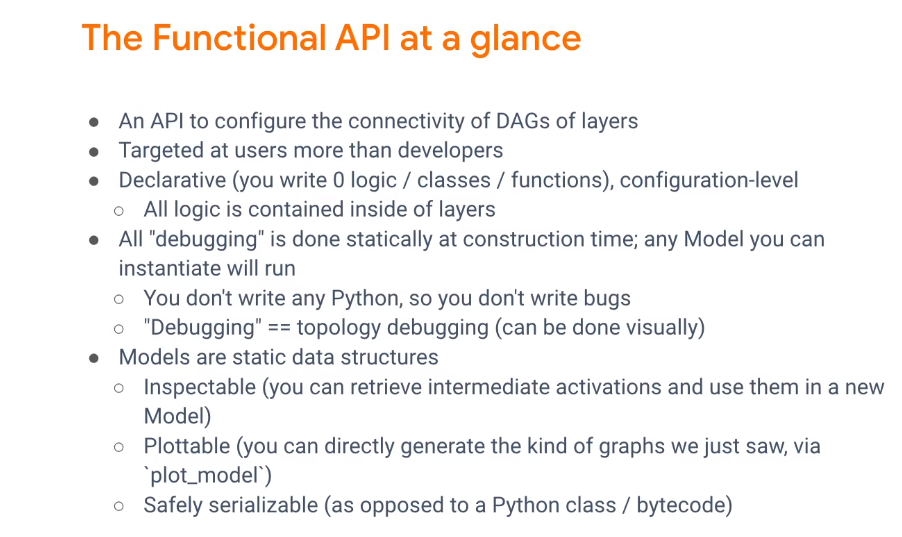 The Functional API at a glance
● An API to configure the connectivity of DAGs of layers
● Targeted at users more than developers
● Declarative (you write 0 logic / classes / functions), configuration-level
○ All logic is contained inside of layers
● All "debugging" is done statically at construction time; any Model you can
instantiate will run
○ You don't write any Python, so you don't write bugs
○ "Debugging" == topology debugging (can be done visually)
● Models are static data structures
○ Inspectable (you can retrieve intermediate activations and use them in a new
Model)
○ Plottable (you can directly generate the kind of graphs we just saw, via
`plot_model`)
○ Safely serializable (as opposed to a Python class / bytecode)